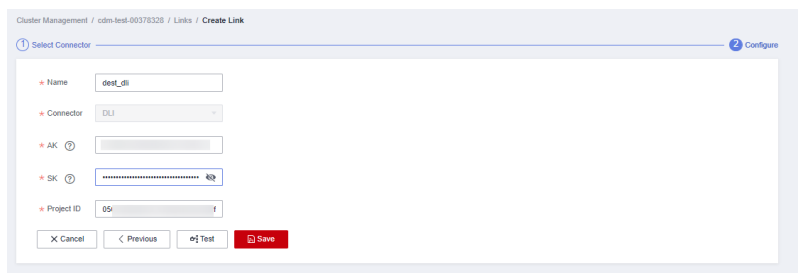 Cluster Management / cdm-test-00378328 / Links / Create Link
1 Select Connector
2 Configure
* Name dest_dli
* Connector DLI
* AK ?
* SK ? ••••••••••••••••••••••••••••••••
* Project ID 05 f
Cancel Previous Test Save